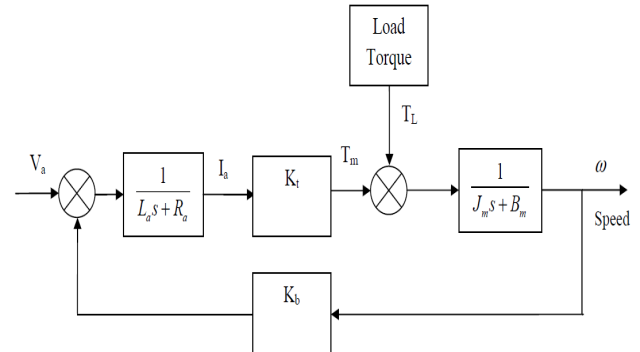 Load
Torque
T_L
V_a
1
L_a s + R_a
I_a
K_t
T_m
1
J_m s + B_m
ω
Speed
K_b